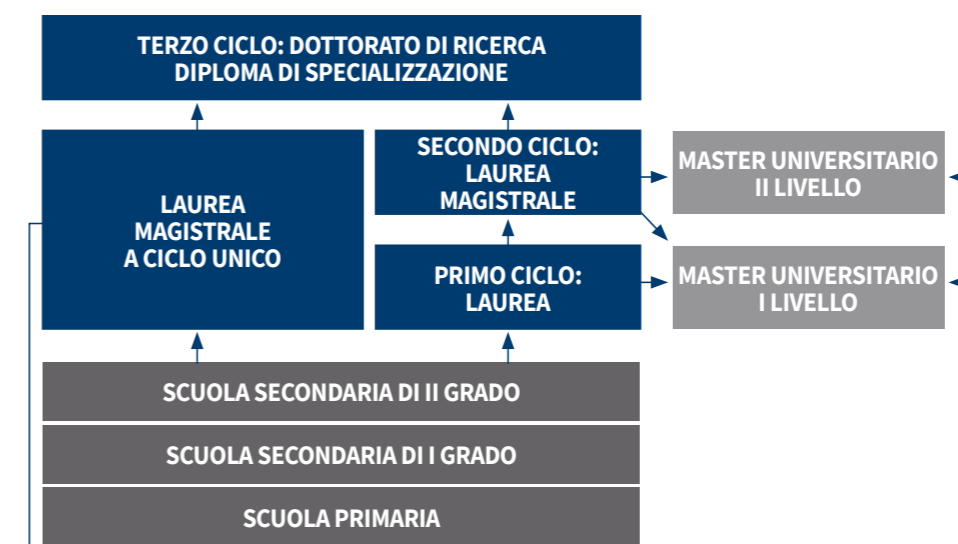 TERZO CICLO: DOTTORATO DI RICERCA
DIPLOMA DI SPECIALIZZAZIONE
LAUREA
MAGISTRALE
A CICLO UNICO
SECONDO CICLO:
LAUREA
MAGISTRALE
MASTER UNIVERSITARIO
II LIVELLO
PRIMO CICLO:
LAUREA
MASTER UNIVERSITARIO
I LIVELLO
SCUOLA SECONDARIA DI II GRADO
SCUOLA SECONDARIA DI I GRADO
SCUOLA PRIMARIA